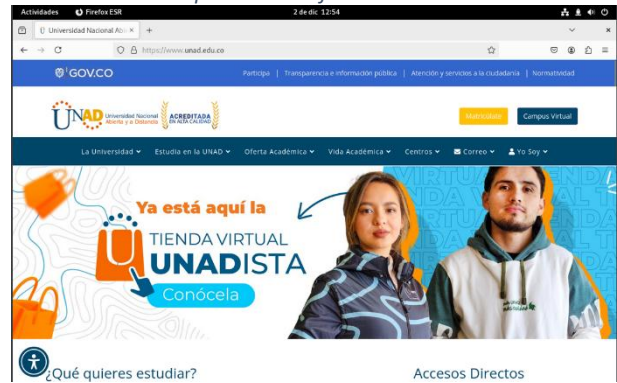 Actividades Firefox ESR 2 de dic 12:54
Universidad Nacional Abi
https://www.unad.edu.co
GOV.CO Participa | Transparencia e información pública | Atención y servicios a la ciudadanía | Normatividad
UNAD Universidad Nacional Abierta y a Distancia ACREDITADA EN ALTA CALIDAD Matricúlate Campus Virtual
La Universidad Estudia en la UNAD Oferta Académica Vida Académica Centros Correo Yo Soy
Ya está aquí la
TIENDA VIRTUAL
UNADISTA
Conócela
¿Qué quieres estudiar? Accesos Directos